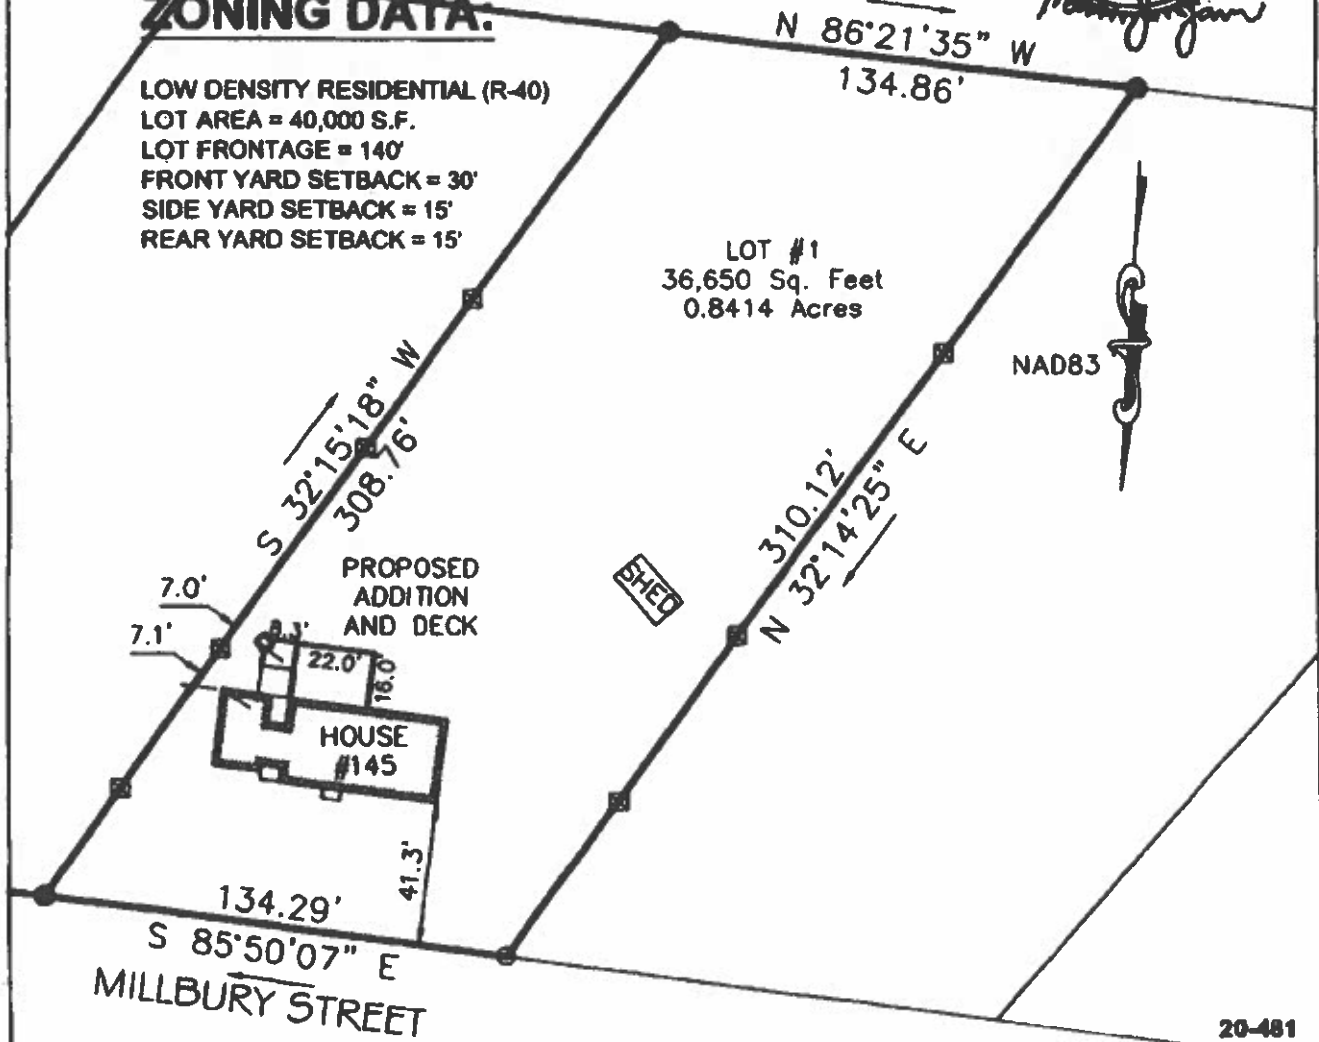 ZONING DATA:
LOW DENSITY RESIDENTIAL (R-40)
LOT AREA = 40,000 S.F.
LOT FRONTAGE = 140'
FRONT YARD SETBACK = 30'
SIDE YARD SETBACK = 15'
REAR YARD SETBACK = 15'
N 86°21'35" W
134.86'
LOT #1
36,650 Sq. Feet
0.8414 Acres
NAD83
S 32°15'18" W
308.76'
310.12'
N 32°14'25" E
SHED
PROPOSED
ADDITION
AND DECK
7.0'
7.1'
8.3'
22.0'
16.0
HOUSE
#145
41.3'
134.29'
S 85°50'07" E
MILLBURY STREET
20-481